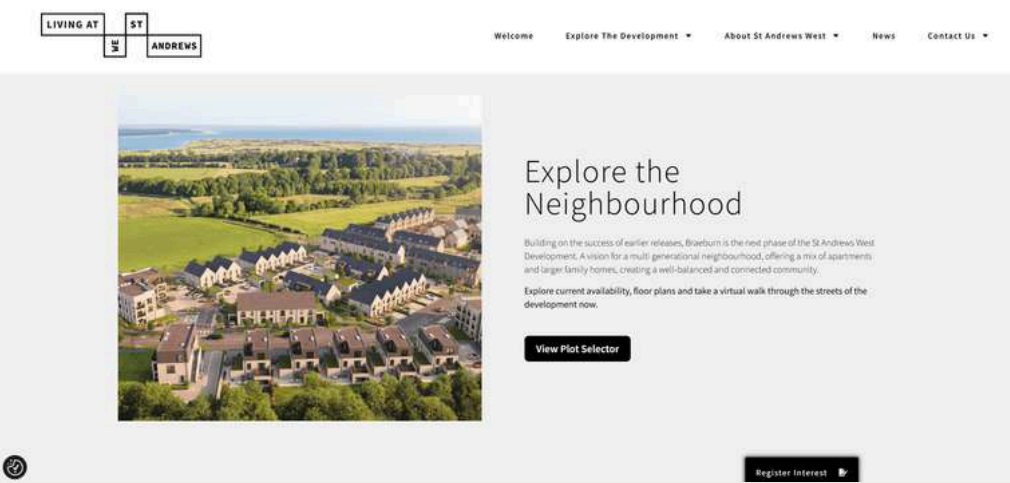 LIVING AT
ST
WE
ANDREWS
Welcome
Explore The Development
About St Andrews West
News
Contact Us
Explore the
Neighbourhood
Building on the success of earlier releases, Braeburn is the next phase of the St Andrews West
Development. A vision for a multi generational neighbourhood, offering a mix of apartments
and larger family homes, creating a well-balanced and connected community.
Explore current availability, floor plans and take a virtual walk through the streets of the
development now.
View Plot Selector
Register Interest